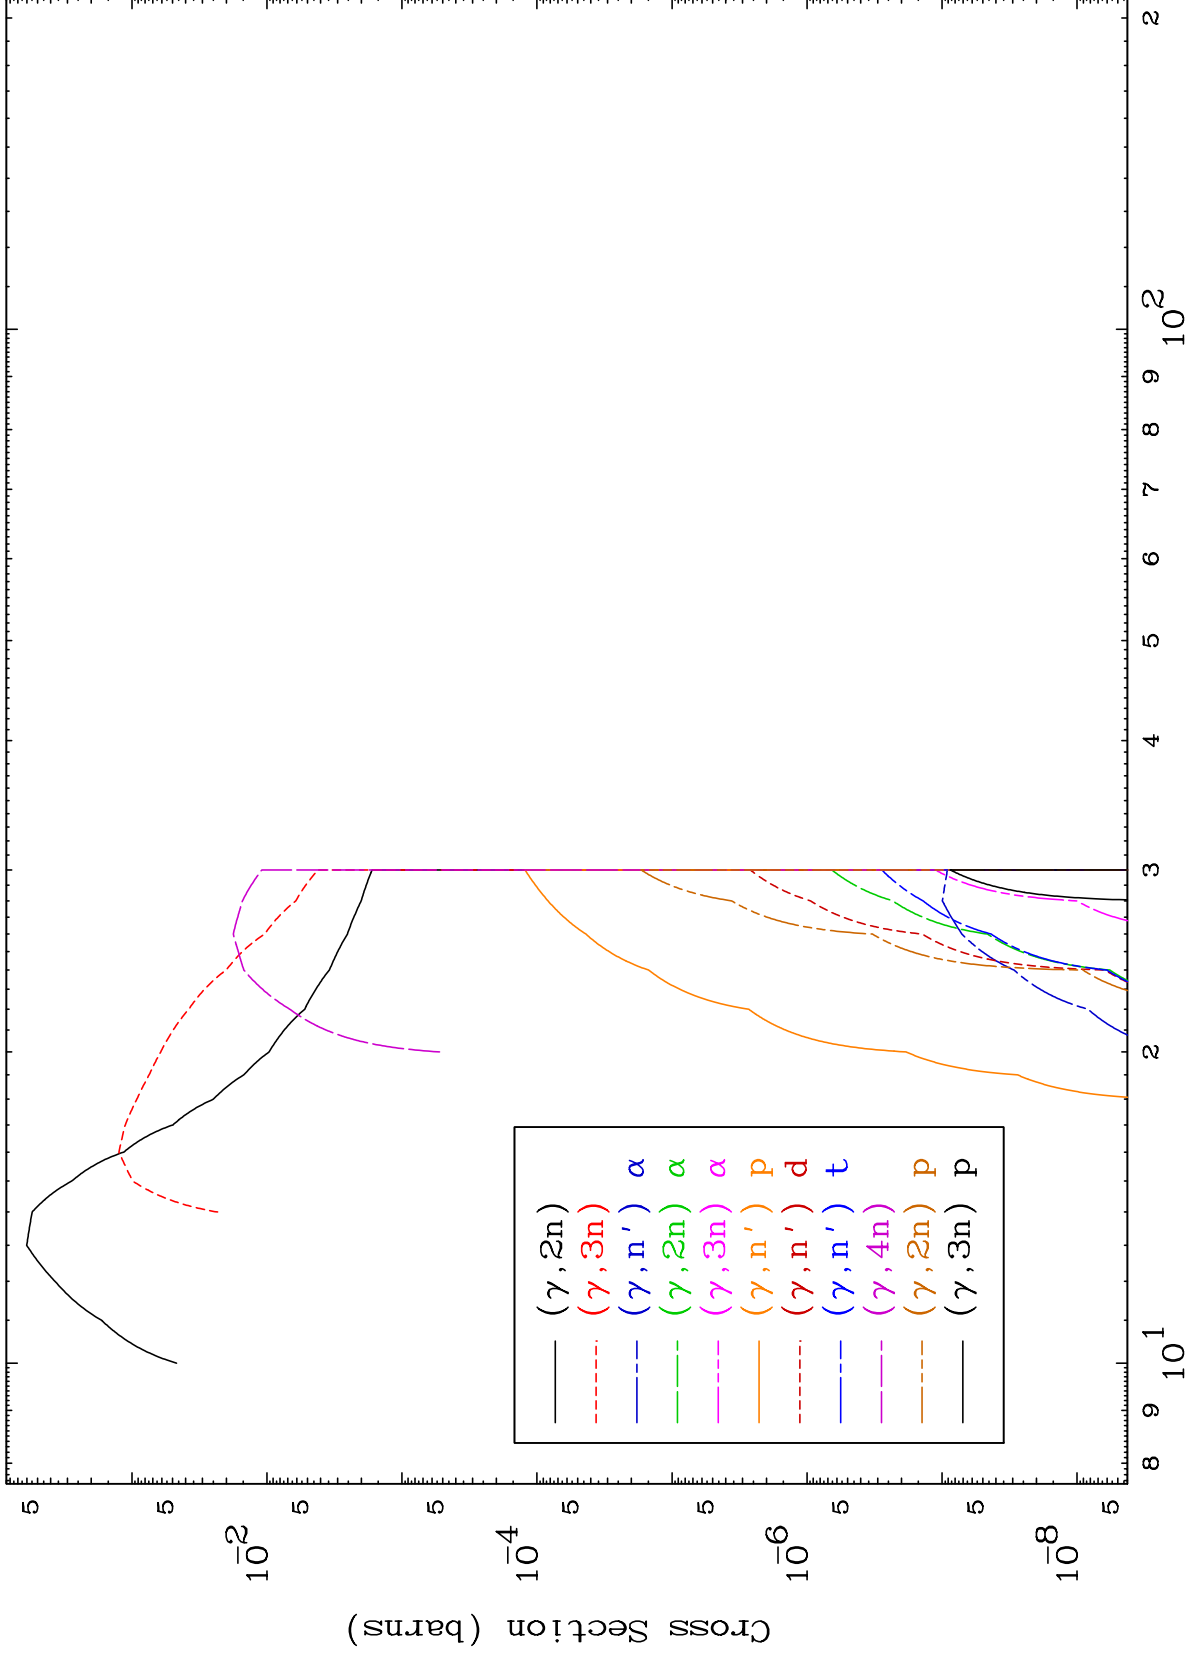 Cross Section (barns)
5
10-2
5
5
10-4
5
5
10-6
5
10-8
5
8
9
10 1
2
3
4
5
6
7
8
9
10 2
2
(γ,2n)
(γ,3n)
(γ,n') α
(γ,2n) α
(γ,3n) α
(γ,n') p
(γ,n') d
(γ,n') t
(γ,4n)
(γ,2n) p
(γ,3n) p